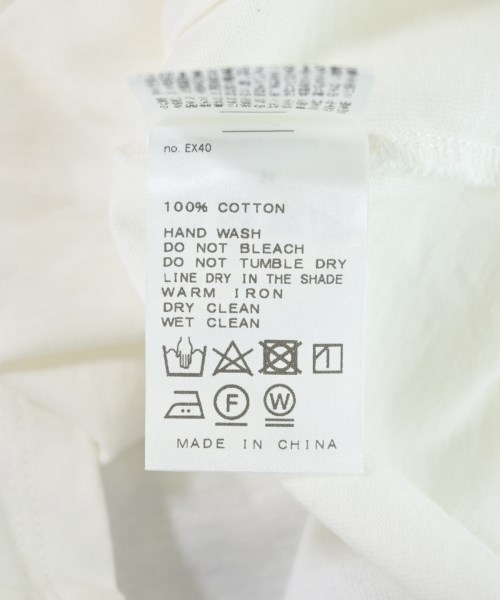 no. EX40
100% COTTON
HAND WASH
DO NOT BLEACH
DO NOT TUMBLE DRY
LINE DRY IN THE SHADE
WARM IRON
DRY CLEAN
WET CLEAN
F W
MADE IN CHINA